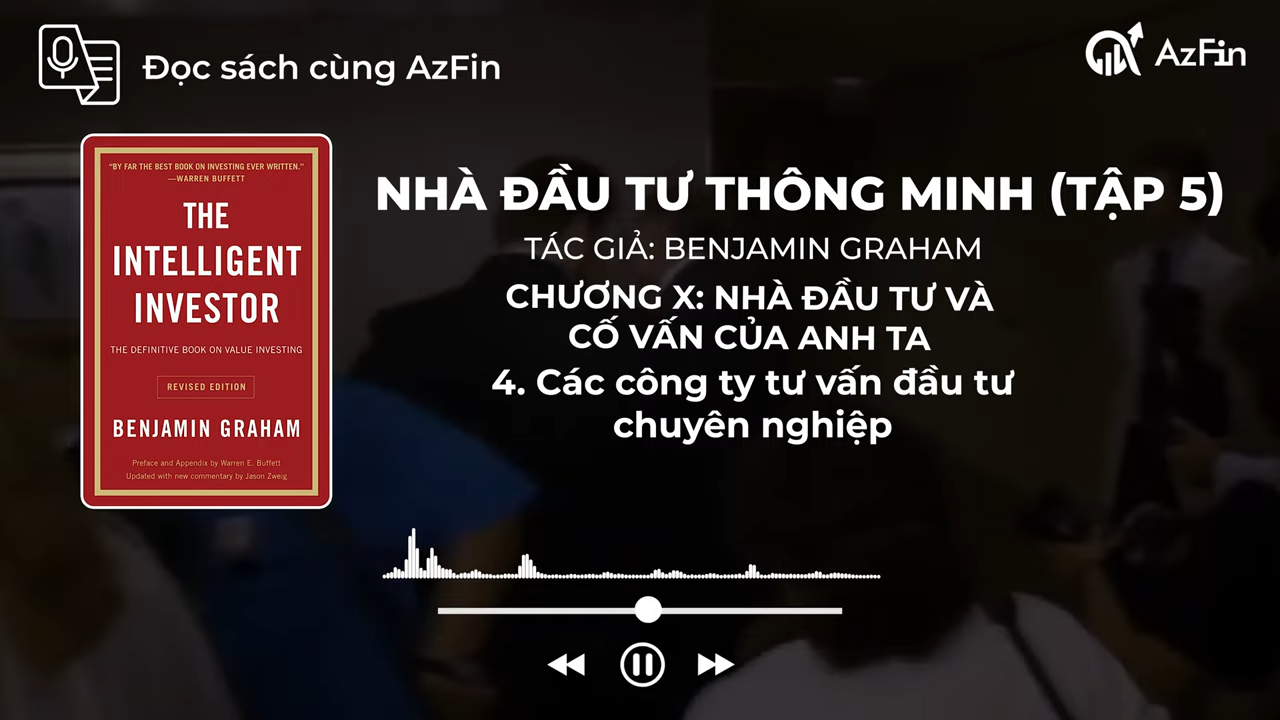 Đọc sách cùng AzFin
AzFin
“BY FAR THE BEST BOOK ON INVESTING EVER WRITTEN.”
—WARREN BUFFETT
THE
INTELLIGENT
INVESTOR
THE DEFINITIVE BOOK ON VALUE INVESTING
REVISED EDITION
BENJAMIN GRAHAM
Preface and Appendix by Warren E. Buffett
Updated with new commentary by Jason Zweig
NHÀ ĐẦU TƯ THÔNG MINH (TẬP 5)
TÁC GIẢ: BENJAMIN GRAHAM
CHƯƠNG X: NHÀ ĐẦU TƯ VÀ
CỐ VẤN CỦA ANH TA
4. Các công ty tư vấn đầu tư
chuyên nghiệp